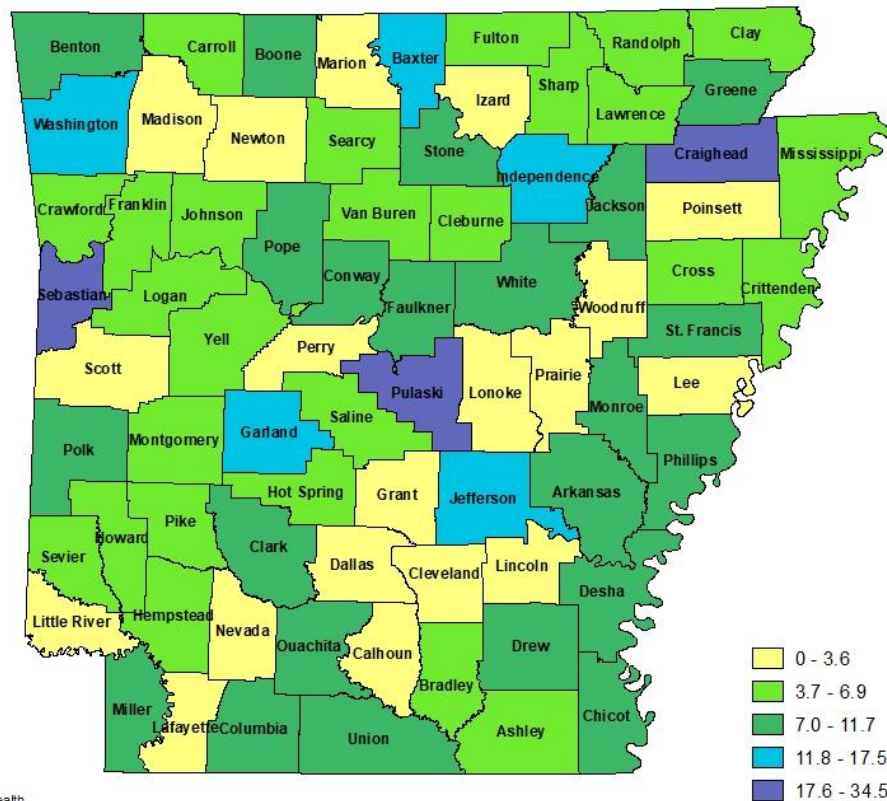 Benton
Carroll
Boone
Marion
Baxter
Fulton
Randolph
Clay
Izard
Sharp
Lawrence
Greene
Washington
Madison
Newton
Searcy
Stone
Independence
Jackson
Craighead
Mississippi
Poinsett
Crawford
Franklin
Johnson
Pope
Van Buren
Cleburne
Conway
Faulkner
White
Woodruff
Cross
Crittenden
St. Francis
Sebastian
Logan
Yell
Perry
Scott
Pulaski
Lonoke
Prairie
Monroe
Lee
Phillips
Polk
Montgomery
Garland
Saline
Hot Spring
Grant
Jefferson
Arkansas
Sevier
Howard
Pike
Clark
Dallas
Cleveland
Lincoln
Desha
Little River
Hempstead
Nevada
Ouachita
Calhoun
Bradley
Drew
Chicot
Miller
Lafayette
Columbia
Union
Ashley
0 - 3.6
3.7 - 6.9
7.0 - 11.7
11.8 - 17.5
17.6 - 34.5